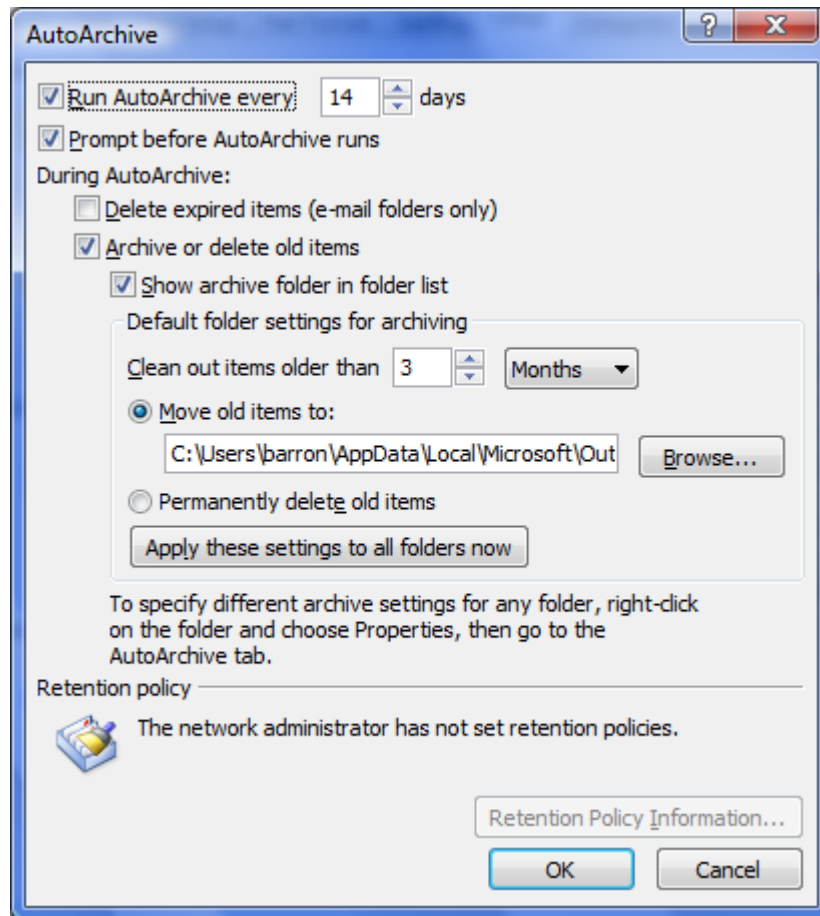 AutoArchive
Run AutoArchive every 14 days
Prompt before AutoArchive runs
During AutoArchive:
Delete expired items (e-mail folders only)
Archive or delete old items
Show archive folder in folder list
Default folder settings for archiving
Clean out items older than 3 Months
Move old items to:
C:\Users\barron\AppData\Local\Microsoft\Out Browse...
Permanently delete old items
Apply these settings to all folders now
To specify different archive settings for any folder, right-click
on the folder and choose Properties, then go to the
AutoArchive tab.
Retention policy
The network administrator has not set retention policies.
Retention Policy Information...
OK Cancel